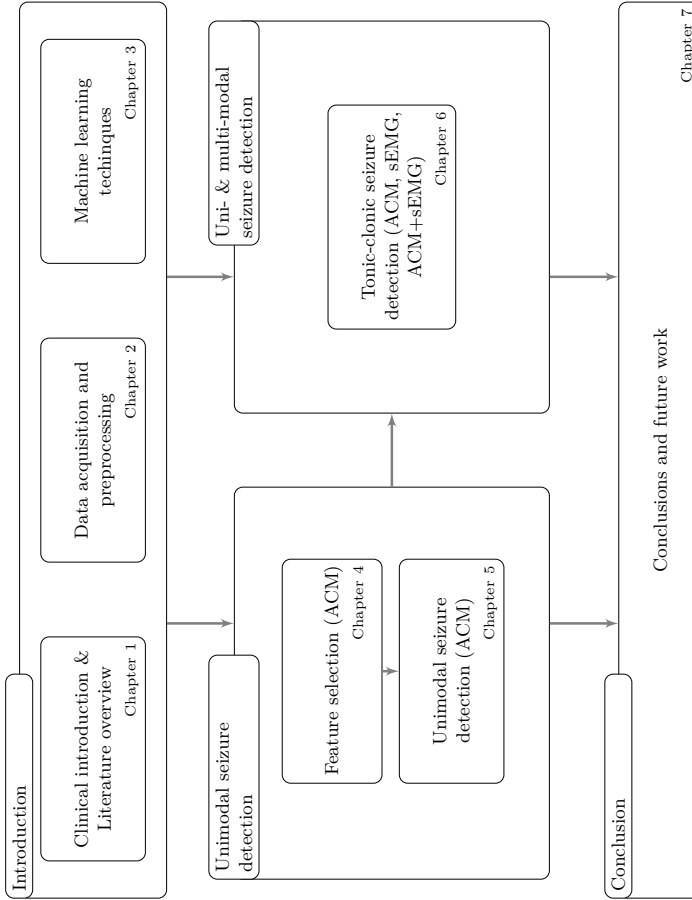 Introduction
Clinical introduction &
Literature overview
Chapter 1
Data acquisition and
preprocessing
Chapter 2
Machine learning
techinques
Chapter 3
Unimodal seizure
detection
Feature selection (ACM)
Chapter 4
Unimodal seizure
detection (ACM)
Chapter 5
Uni- & multi-modal
seizure detection
Tonic-clonic seizure
detection (ACM, sEMG,
ACM+sEMG)
Chapter 6
Conclusion
Conclusions and future work
Chapter 7